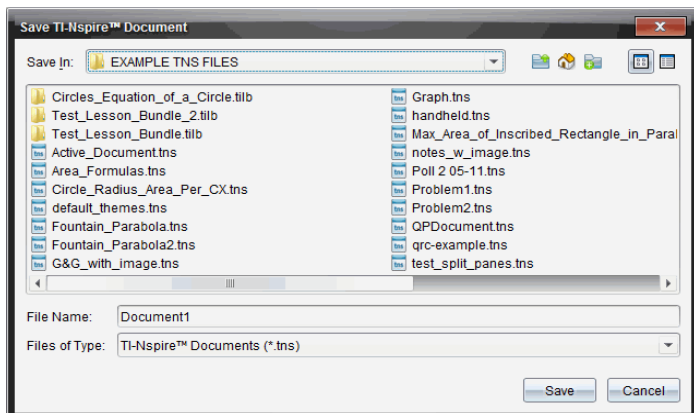 Save TI-Nspire™ Document
Save In: EXAMPLE TNS FILES
Circles_Equation_of_a_Circle.tilb
Test_Lesson_Bundle_2.tilb
Test_Lesson_Bundle.tilb
Active_Document.tns
Area_Formulas.tns
Circle_Radius_Area_Per_CX.tns
default_themes.tns
Fountain_Parabola.tns
Fountain_Parabola2.tns
G&G_with_image.tns
Graph.tns
handheld.tns
Max_Area_of_Inscribed_Rectangle_in_Paral
notes_w_image.tns
Poll 2 05-11.tns
Problem1.tns
Problem2.tns
QPDocument.tns
qrc-example.tns
test_split_panes.tns
File Name: Document1
Files of Type: TI-Nspire™ Documents (*.tns)
Save Cancel